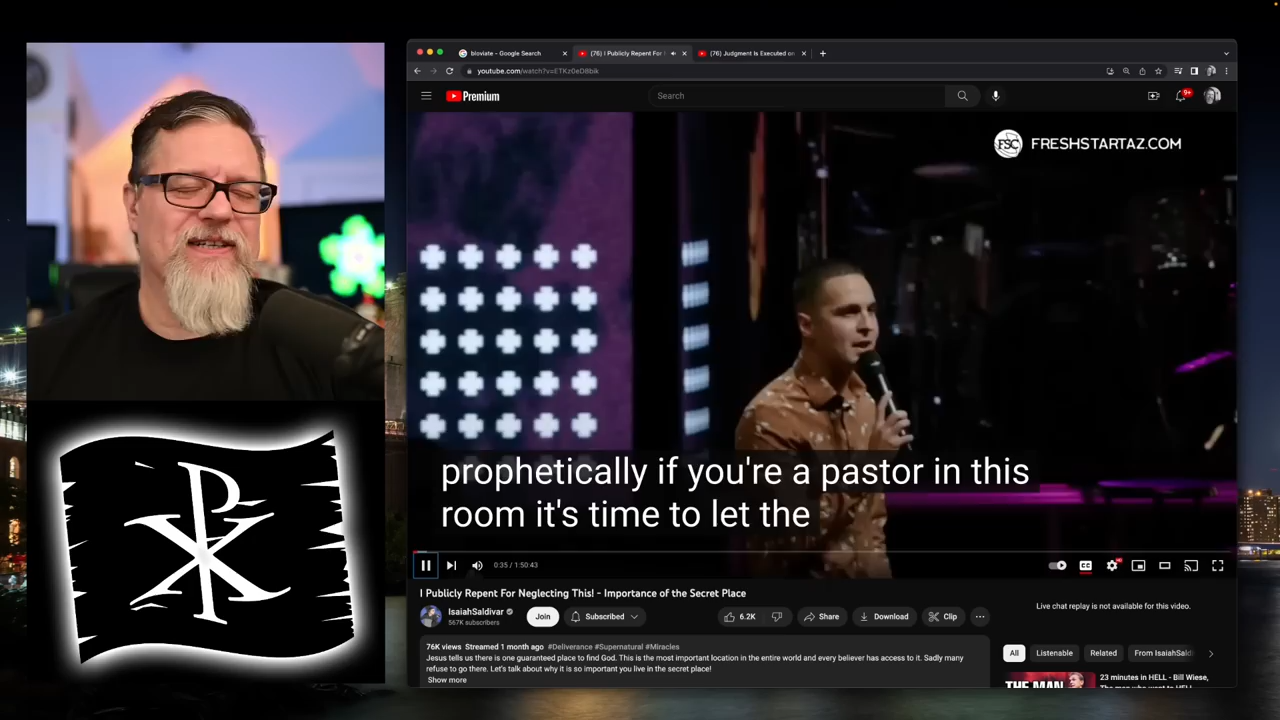 bloviate - Google Search
(76) I Publicly Repent For
(76) Judgment Is Executed on
youtube.com/watch?v=ETKz0eD8bik
Premium
Search
9+
FSC FRESHSTARTAZ.COM
prophetically if you're a pastor in this
room it's time to let the
0:35 / 1:50:43
I Publicly Repent For Neglecting This! - Importance of the Secret Place
IsaiahSaldivar
567K subscribers
Join
Subscribed
6.2K
Share
Download
Clip
Live chat replay is not available for this video.
76K views Streamed 1 month ago #Deliverance #Supernatural #Miracles
Jesus tells us there is one guaranteed place to find God. This is the most important location in the entire world and every believer has access to it. Sadly many
refuse to go there. Let's talk about why it is so important you live in the secret place!
Show more
All
Listenable
Related
From IsaiahSaldi
23 minutes in HELL - Bill Wiese,
THE MAN